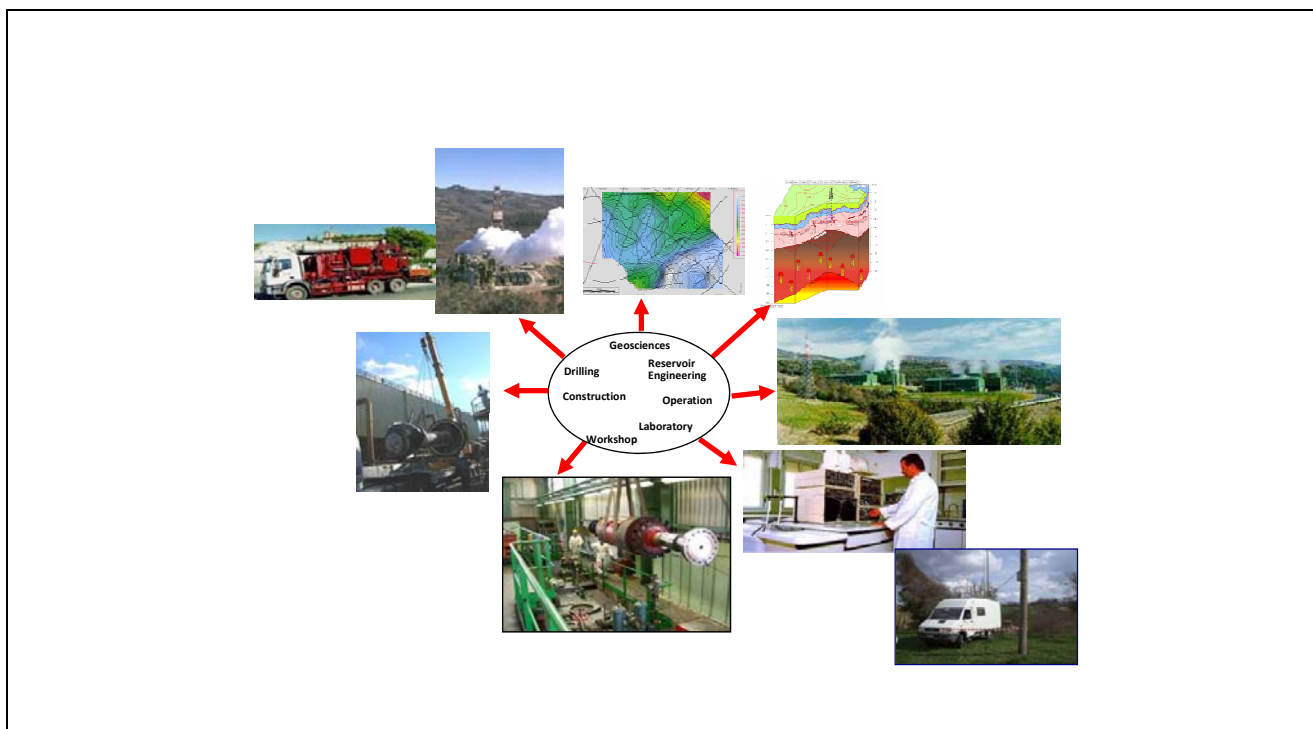 Geosciences
Drilling
Reservoir
Engineering
Construction
Operation
Laboratory
Workshop